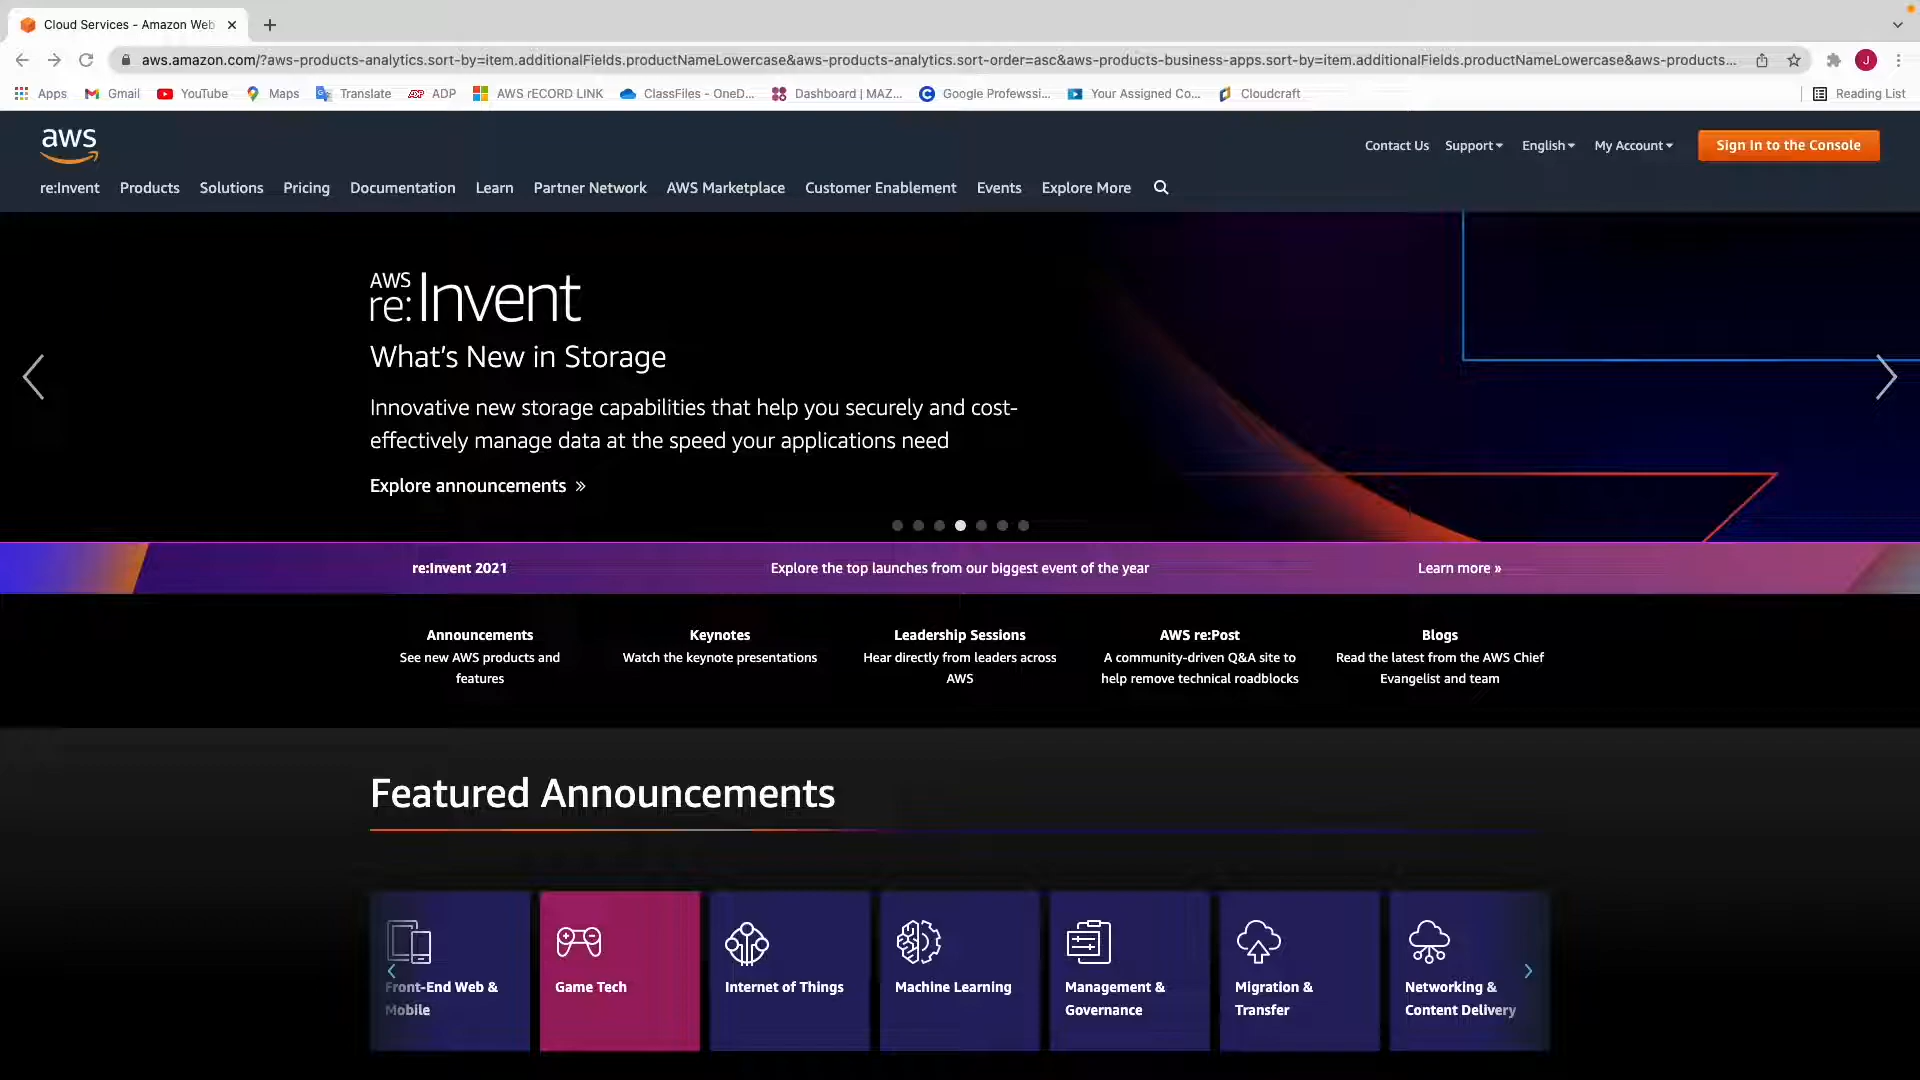 Cloud Services - Amazon Web
aws.amazon.com/?aws-products-analytics.sort-by=item.additionalFields.productNameLowercase&aws-products-analytics.sort-order=asc&aws-products-business-apps.sort-by=item.additionalFields.productNameLowercase&aws-products...
J
Apps Gmail YouTube Maps Translate ADP AWS rECORD LINK ClassFiles - OneD... Dashboard | MAZ... Google Prefewssi... Your Assigned Co... Cloudcraft Reading List
aws
Contact Us Support English My Account Sign In to the Console
re:Invent Products Solutions Pricing Documentation Learn Partner Network AWS Marketplace Customer Enablement Events Explore More
AWS
re:Invent
What's New in Storage
Innovative new storage capabilities that help you securely and cost-
effectively manage data at the speed your applications need
Explore announcements »
re:Invent 2021 Explore the top launches from our biggest event of the year Learn more »
Announcements
See new AWS products and
features
Keynotes
Watch the keynote presentations
Leadership Sessions
Hear directly from leaders across
AWS
AWS re:Post
A community-driven Q&A site to
help remove technical roadblocks
Blogs
Read the latest from the AWS Chief
Evangelist and team
Featured Announcements
Front-End Web &
Mobile
Game Tech
Internet of Things
Machine Learning
Management &
Governance
Migration &
Transfer
Networking &
Content Delivery